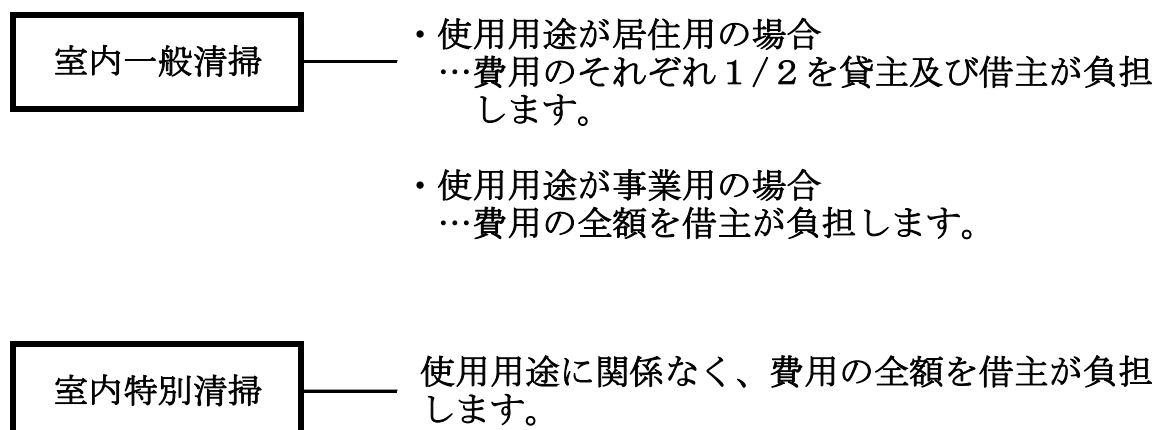 室内一般清掃
・使用用途が居住用の場合
…費用のそれぞれ1/2を貸主及び借主が負担
します。
・使用用途が事業用の場合
…費用の全額を借主が負担します。
室内特別清掃
使用用途に関係なく、費用の全額を借主が負担
します。